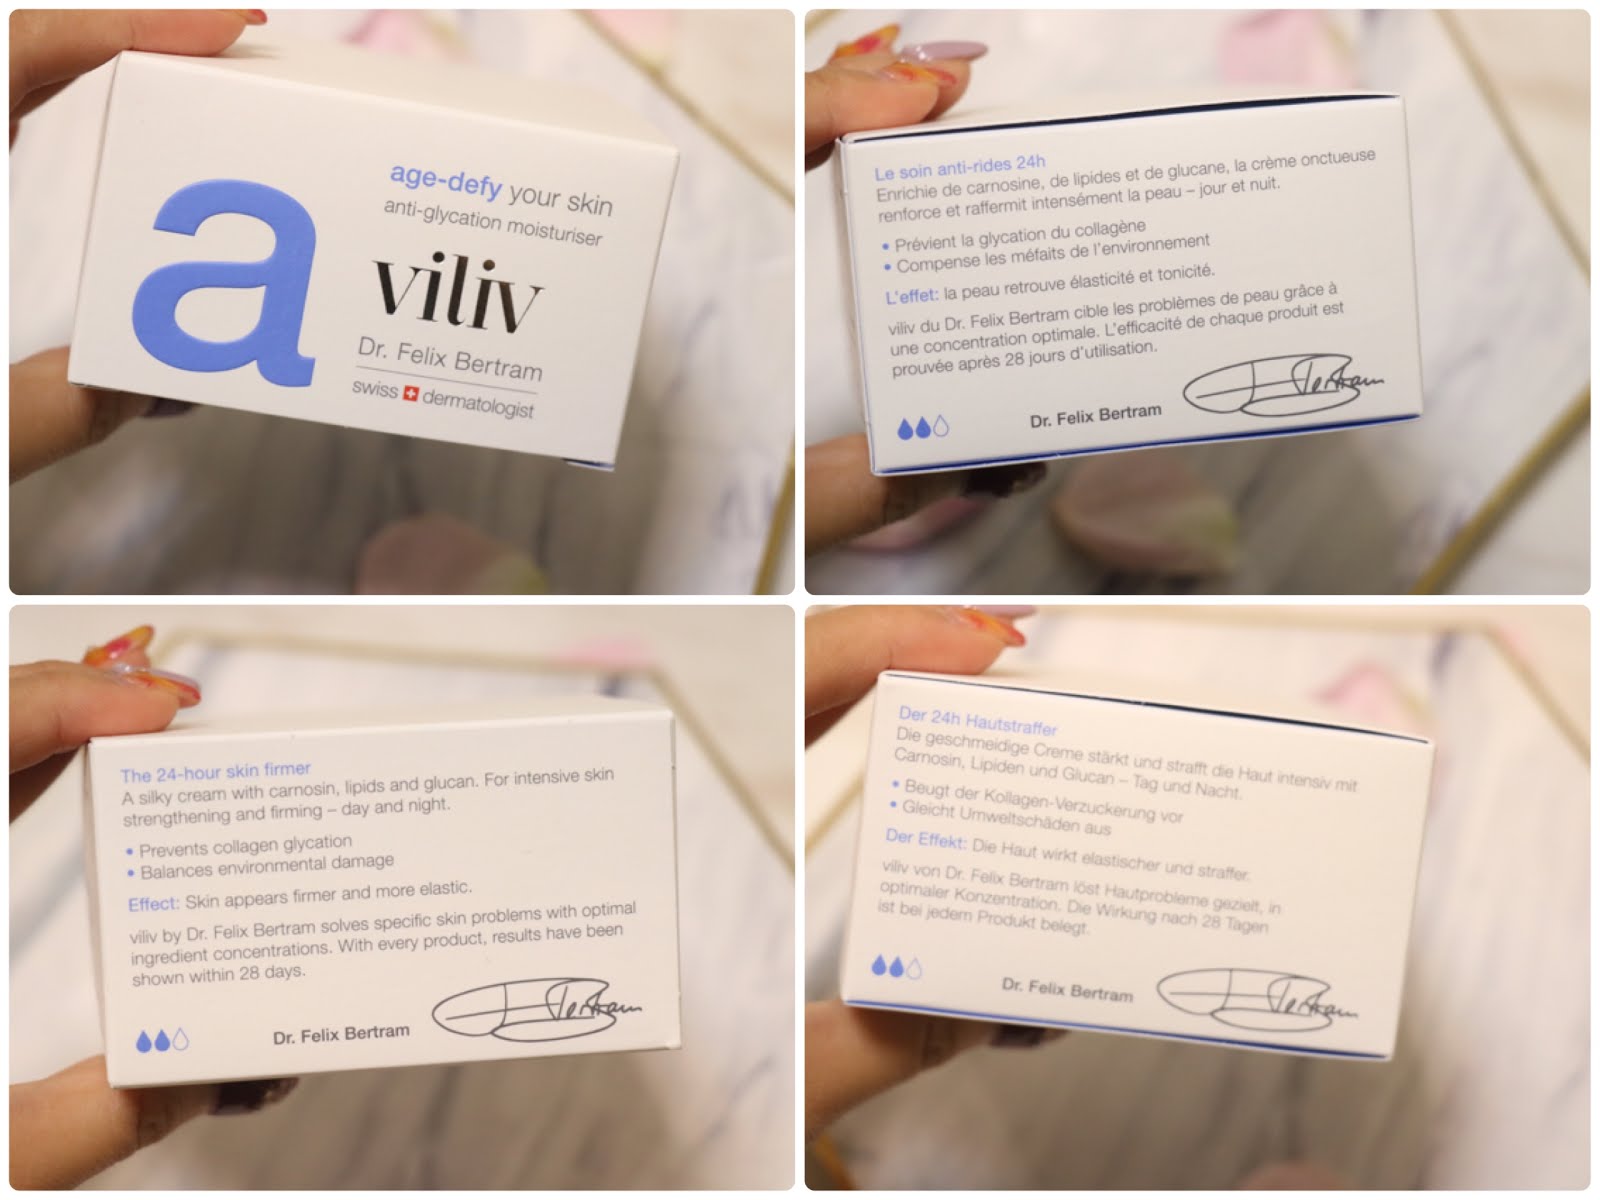 a
age-defy your skin
anti-glycation moisturiser
viliv
Dr. Felix Bertram
swiss dermatologist
Le soin anti-rides 24h
Enrichie de carnosine, de lipides et de glucane, la crème onctueuse
renforce et raffermit intensément la peau – jour et nuit.
• Prévient la glycation du collagène
• Compense les méfaits de l'environnement
L'effet: la peau retrouve élasticité et tonicité.
viliv du Dr. Felix Bertram cible les problèmes de peau grâce à
une concentration optimale. L'efficacité de chaque produit est
prouvée après 28 jours d'utilisation.
Dr. Felix Bertram
Bertram
The 24-hour skin firmer
A silky cream with carnosin, lipids and glucan. For intensive skin
strengthening and firming – day and night.
• Prevents collagen glycation
• Balances environmental damage
Effect: Skin appears firmer and more elastic.
viliv by Dr. Felix Bertram solves specific skin problems with optimal
ingredient concentrations. With every product, results have been
shown within 28 days.
Dr. Felix Bertram
Bertram
Der 24h Hautstraffer
Die geschmeidige Creme stärkt und strafft die Haut intensiv mit
Carnosin, Lipiden und Glucan – Tag und Nacht.
• Beugt der Kollagen-Verzuckerung vor
• Gleicht Umweltschäden aus
Der Effekt: Die Haut wirkt elastischer und straffer.
viliv von Dr. Felix Bertram löst Hautprobleme gezielt, in
optimaler Konzentration. Die Wirkung nach 28 Tagen
ist bei jedem Produkt belegt.
Dr. Felix Bertram
Bertram